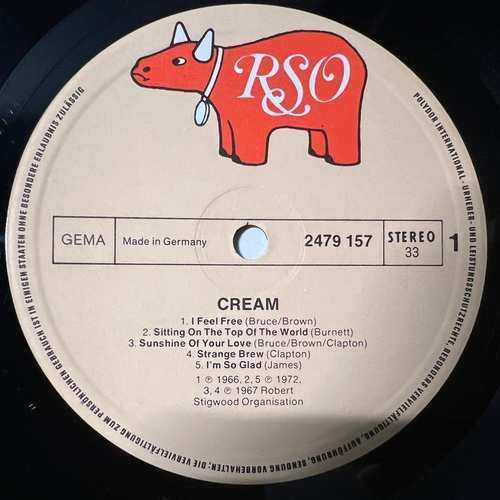 RSO
GEMA
Made in Germany
2479 157
STEREO
33
1
CREAM
1. I Feel Free (Bruce/Brown)
2. Sitting On The Top Of The World (Burnett)
3. Sunshine Of Your Love (Bruce/Brown/Clapton)
4. Strange Brew (Clapton)
5. I'm So Glad (James)
1 ℗ 1966, 2, 5 ℗ 1972,
3, 4 ℗ 1967 Robert
Stigwood Organisation
POLYDOR INTERNATIONAL · URHEBER- UND LEISTUNGSSCHUTZRECHTE, BESONDERS VERVIELFÄLTIGUNG, AUFFÜHRUNG, SENDUNG VORBEHALTEN; DIE VERVIELFÄLTIGUNG ZUM PERSÖNLICHEN GEBRAUCH IST IN EINIGEN STAATEN OHNE BESONDERE ERLAUBNIS ZULÄSSIG